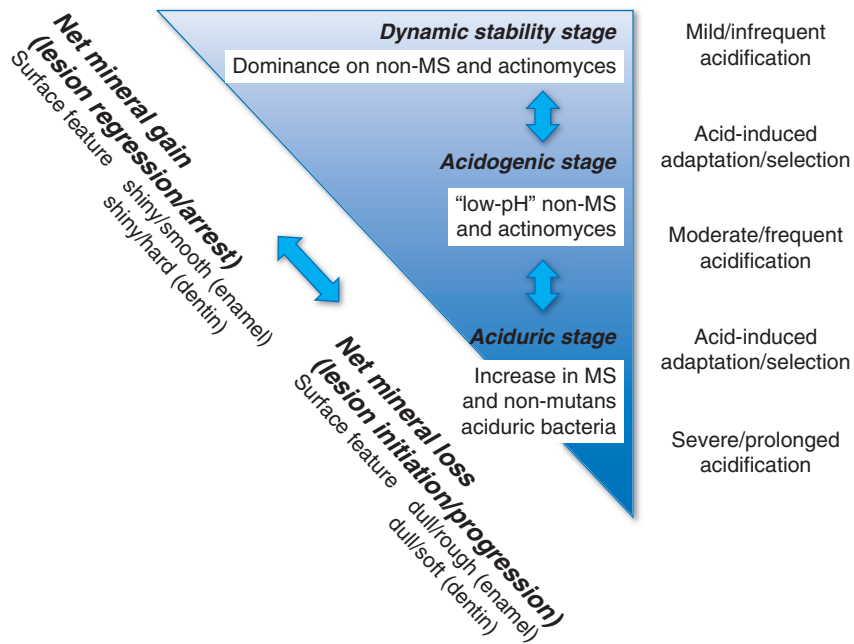 Dynamic stability stage
Dominance on non-MS and actinomyces
Acidogenic stage
“low-pH” non-MS
and actinomyces
Aciduric stage
Increase in MS
and non-mutans
aciduric bacteria
Mild/infrequent
acidification
Acid-induced
adaptation/selection
Moderate/frequent
acidification
Acid-induced
adaptation/selection
Severe/prolonged
acidification
Net mineral gain
(lesion regression/arrest)
Surface feature
shiny/smooth (enamel)
shiny/hard (dentin)
Net mineral loss
(lesion initiation/progression)
Surface feature
dull/rough (enamel)
dull/soft (dentin)